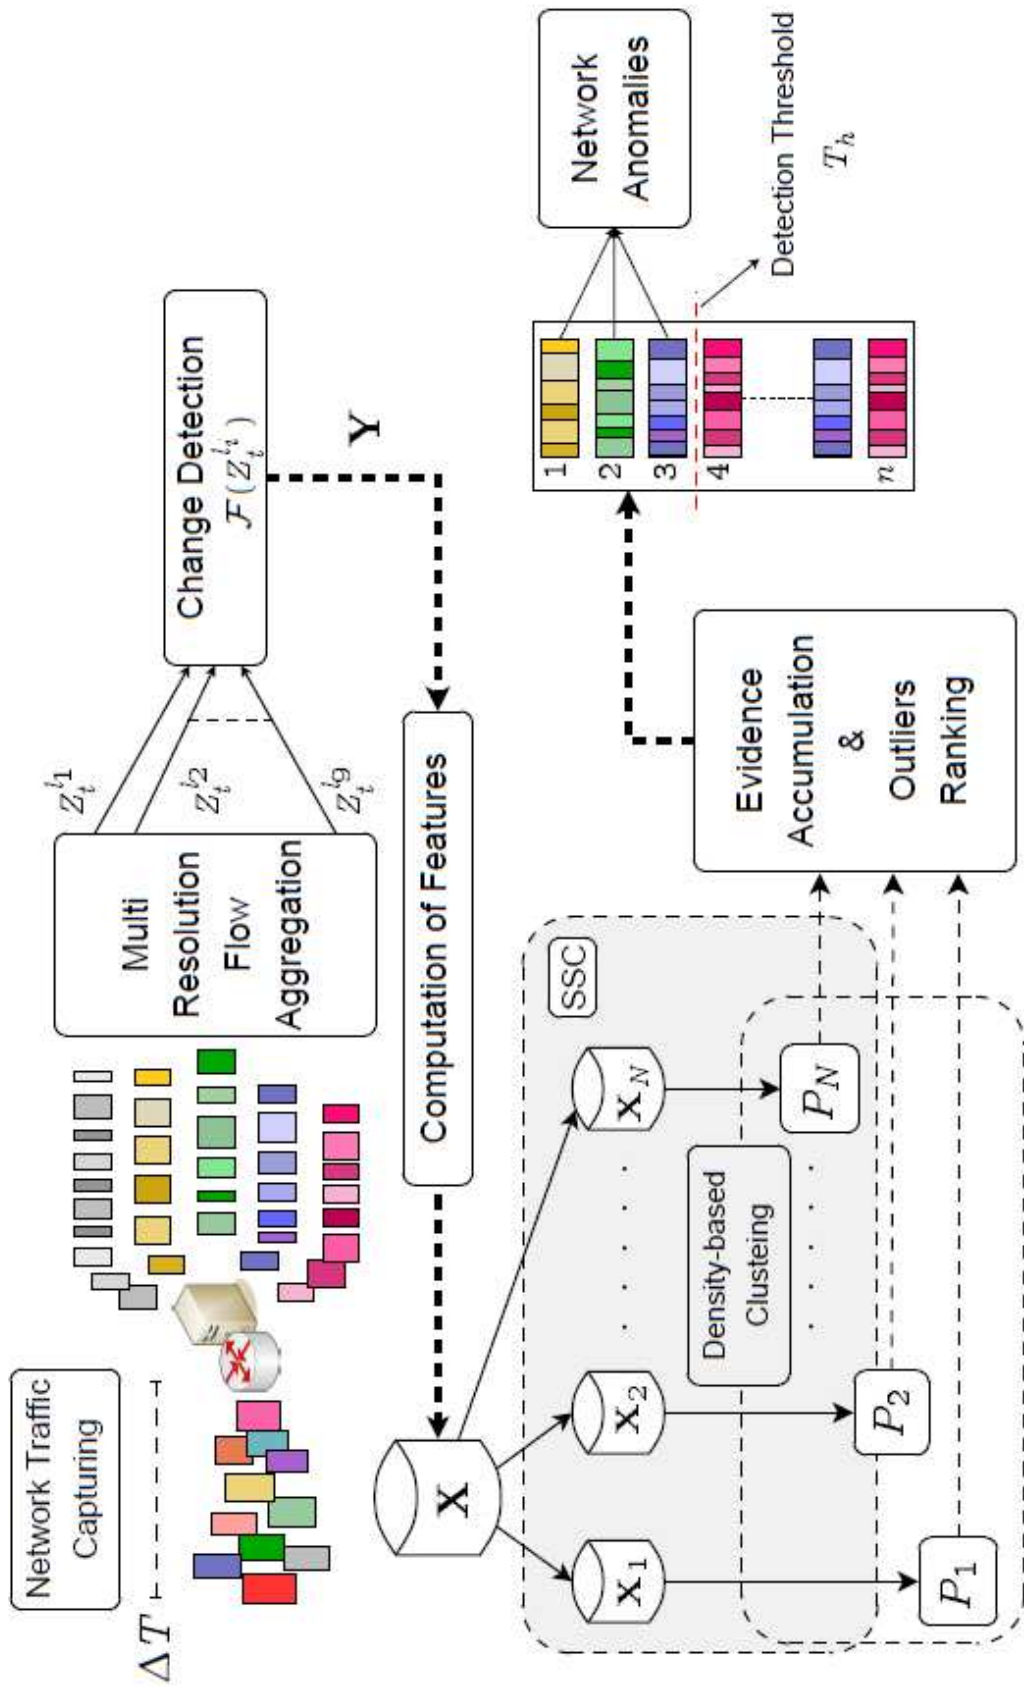 Network Traffic
Capturing
Δ T
Multi
Resolution
Flow
Aggregation
Z_t^{l_1}
Z_t^{l_2}
Z_t^{l_9}
Change Detection
𝓕(Z_t^{l_i})
Y
Computation of Features
X
X_1
X_2
. . . .
X_N
SSC
Density-based
Clusteing
P_1
P_2
. . . .
P_N
Evidence
Accumulation
&
Outliers
Ranking
1
2
3
4
n
Network
Anomalies
Detection Threshold
T_h